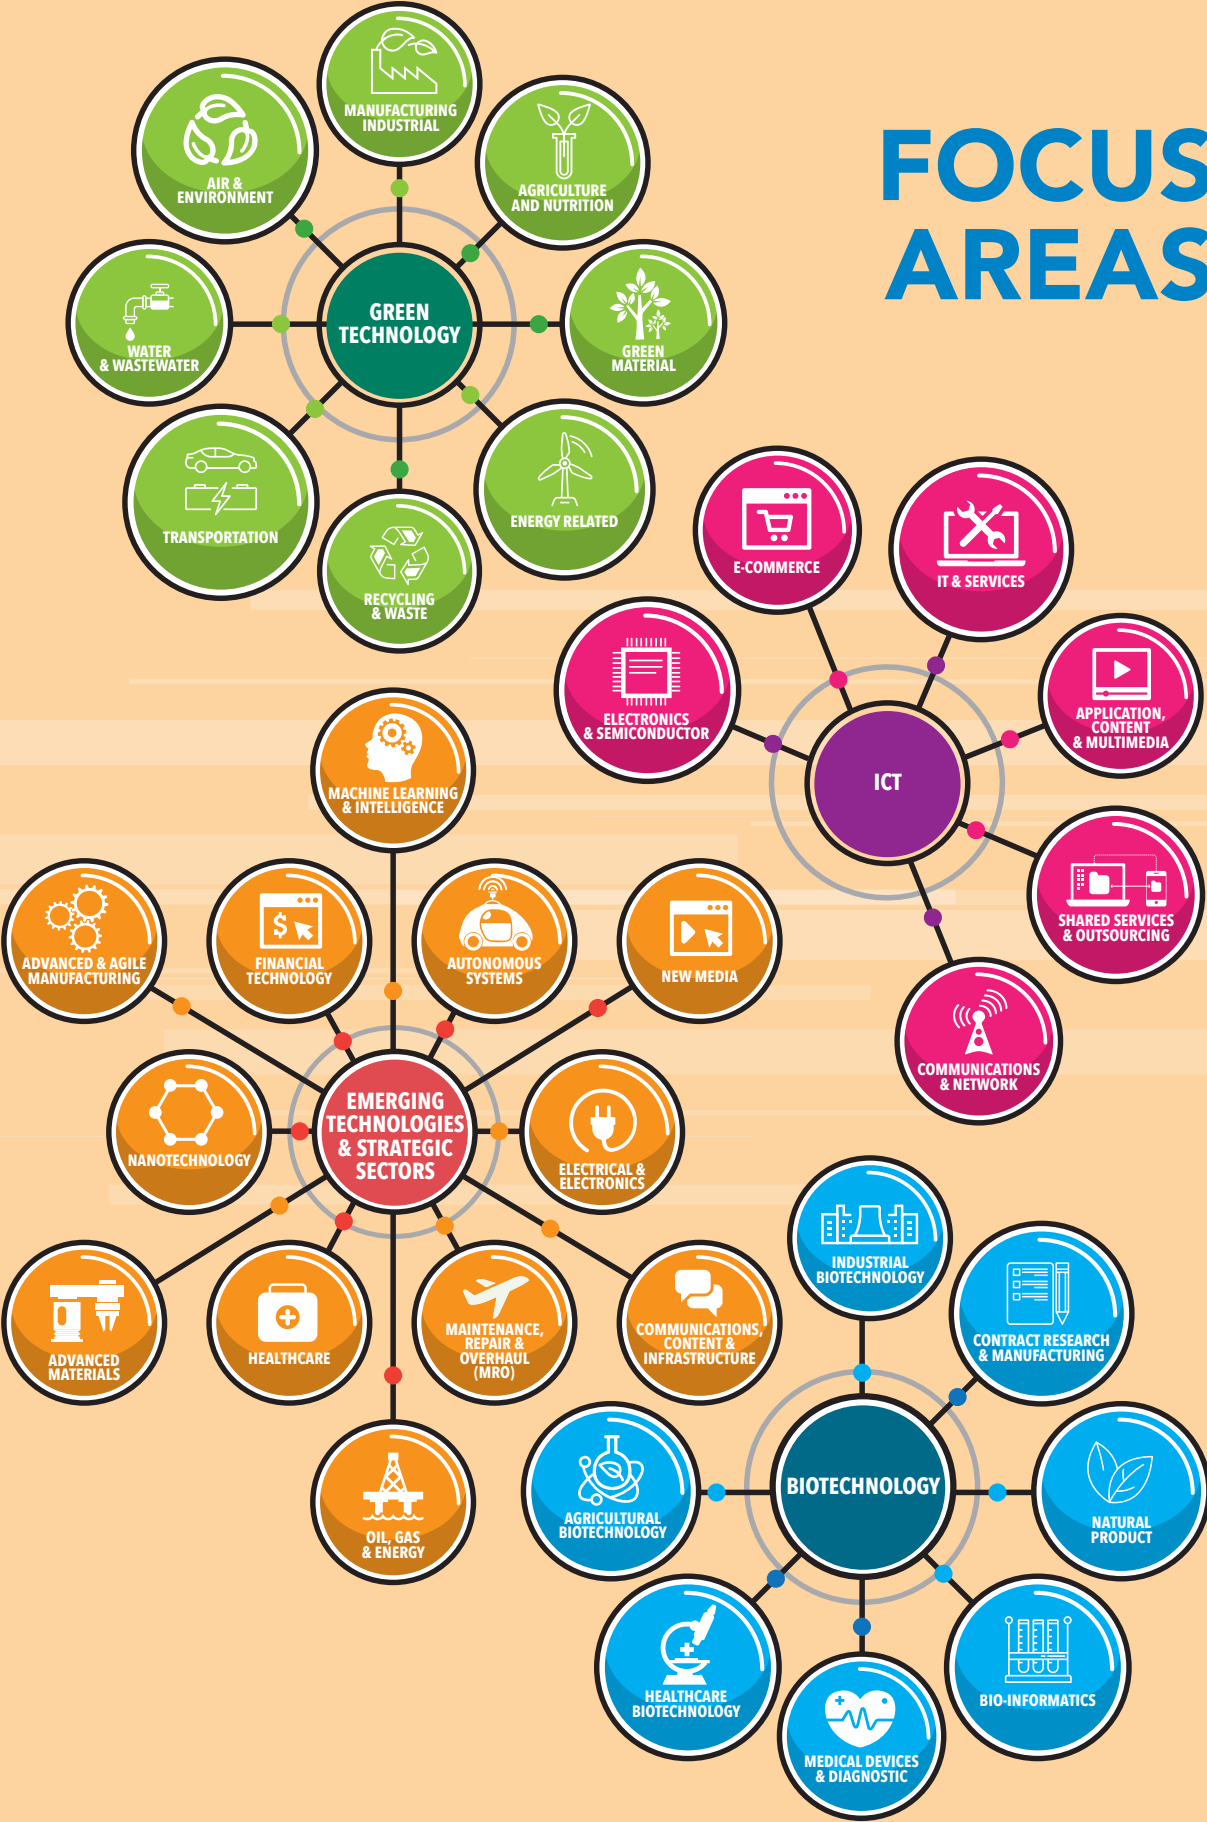 FOCUS
AREAS
MANUFACTURING
INDUSTRIAL
AIR &
ENVIRONMENT
AGRICULTURE
AND NUTRITION
GREEN
TECHNOLOGY
WATER
& WASTEWATER
GREEN
MATERIAL
TRANSPORTATION
ENERGY RELATED
RECYCLING
& WASTE
E-COMMERCE
IT & SERVICES
ELECTRONICS
& SEMICONDUCTOR
APPLICATION,
CONTENT
& MULTIMEDIA
ICT
SHARED SERVICES
& OUTSOURCING
COMMUNICATIONS
& NETWORK
MACHINE LEARNING
& INTELLIGENCE
ADVANCED & AGILE
MANUFACTURING
$
FINANCIAL
TECHNOLOGY
AUTONOMOUS
SYSTEMS
NEW MEDIA
EMERGING
TECHNOLOGIES
& STRATEGIC
SECTORS
NANOTECHNOLOGY
ELECTRICAL &
ELECTRONICS
ADVANCED
MATERIALS
HEALTHCARE
MAINTENANCE,
REPAIR &
OVERHAUL
(MRO)
COMMUNICATIONS,
CONTENT &
INFRASTRUCTURE
OIL, GAS
& ENERGY
INDUSTRIAL
BIOTECHNOLOGY
CONTRACT RESEARCH
& MANUFACTURING
BIOTECHNOLOGY
AGRICULTURAL
BIOTECHNOLOGY
NATURAL
PRODUCT
HEALTHCARE
BIOTECHNOLOGY
BIO-INFORMATICS
MEDICAL DEVICES
& DIAGNOSTIC